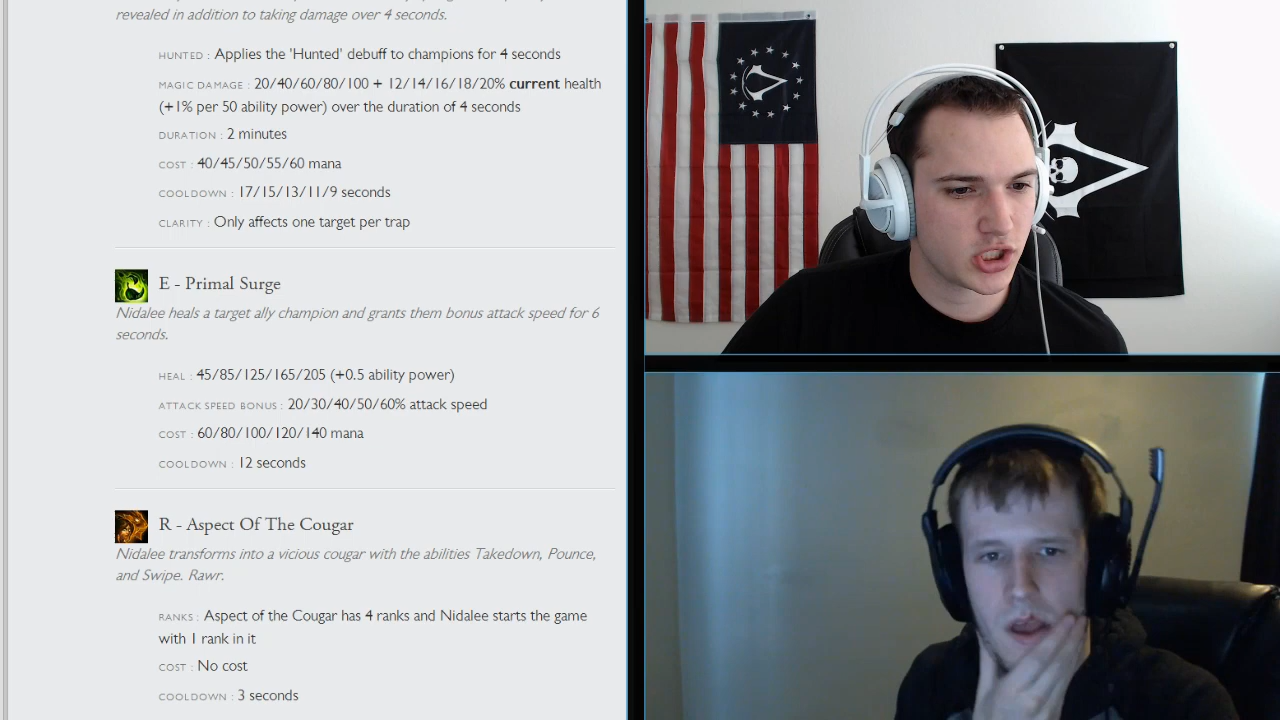 revealed in addition to taking damage over 4 seconds.
HUNTED : Applies the 'Hunted' debuff to champions for 4 seconds
MAGIC DAMAGE : 20/40/60/80/100 + 12/14/16/18/20% current health
(+1% per 50 ability power) over the duration of 4 seconds
DURATION : 2 minutes
COST : 40/45/50/55/60 mana
COOLDOWN : 17/15/13/11/9 seconds
CLARITY : Only affects one target per trap
E - Primal Surge
Nidalee heals a target ally champion and grants them bonus attack speed for 6
seconds.
HEAL : 45/85/125/165/205 (+0.5 ability power)
ATTACK SPEED BONUS : 20/30/40/50/60% attack speed
COST : 60/80/100/120/140 mana
COOLDOWN : 12 seconds
R - Aspect Of The Cougar
Nidalee transforms into a vicious cougar with the abilities Takedown, Pounce,
and Swipe. Rawr.
RANKS : Aspect of the Cougar has 4 ranks and Nidalee starts the game
with 1 rank in it
COST : No cost
COOLDOWN : 3 seconds